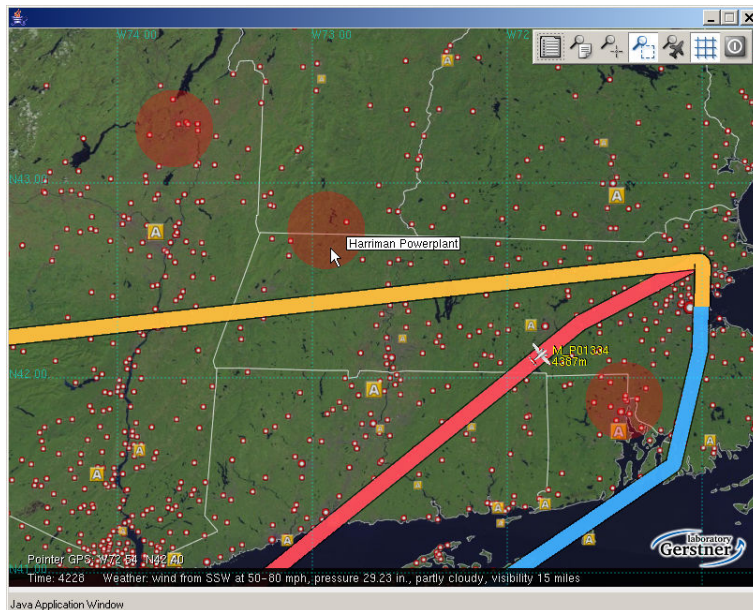 W74.00
W73.00
W72
N43.00
Harriman Powerplant
M_P01334
4387m
N42.00
laboratory
Gerstner
Pointer GPS: W72.54 N42.40
N41.00
Time: 4228 Weather: wind from SSW at 50-80 mph, pressure 29.23 in., partly cloudy, visibility 15 miles
Java Application Window